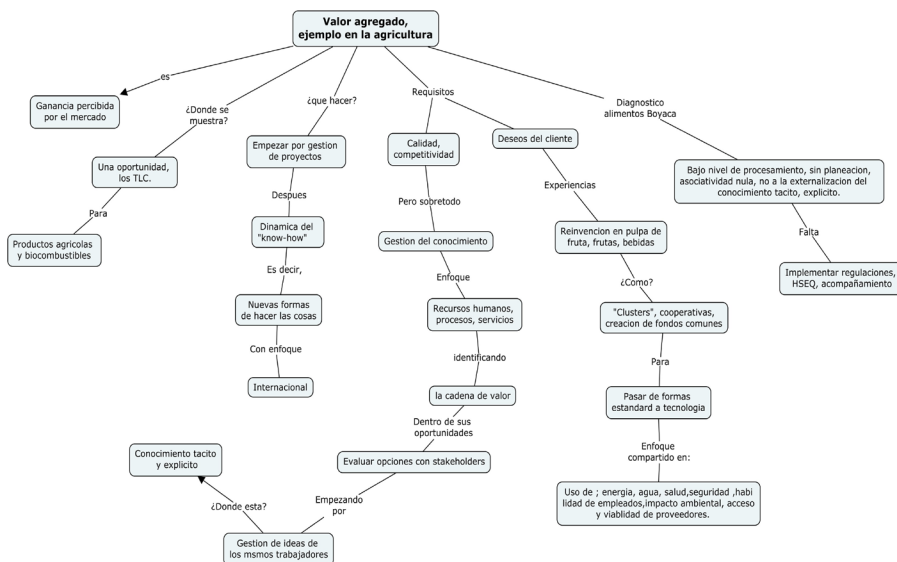 Valor agregado,
ejemplo en la agricultura
es
Ganancia percibida
por el mercado
¿Donde se
muestra?
Una oportunidad,
los TLC.
Para
Productos agricolas
y biocombustibles
¿que hacer?
Empezar por gestion
de proyectos
Despues
Dinamica del
"know-how"
Es decir,
Nuevas formas
de hacer las cosas
Con enfoque
Internacional
Requisitos
Calidad,
competitividad
Pero sobretodo
Gestion del conocimiento
Enfoque
Recursos humanos,
procesos, servicios
identificando
la cadena de valor
Dentro de sus
oportunidades
Evaluar opciones con stakeholders
Empezando
por
Gestion de ideas de
los msmos trabajadores
¿Donde esta?
Conocimiento tacito
y explicito
Deseos del cliente
Experiencias
Reinvencion en pulpa de
fruta, frutas, bebidas
¿Como?
"Clusters", cooperativas,
creacion de fondos comunes
Para
Pasar de formas
estandard a tecnologia
Enfoque
compartido en:
Uso de ; energia, agua, salud,seguridad ,habi
lidad de empleados,impacto ambiental, acceso
y viablidad de proveedores.
Diagnostico
alimentos Boyaca
Bajo nivel de procesamiento, sin planeacion,
asociatividad nula, no a la externalizacion del
conocimiento tacito, explicito.
Falta
Implementar regulaciones,
HSEQ, acompañamiento